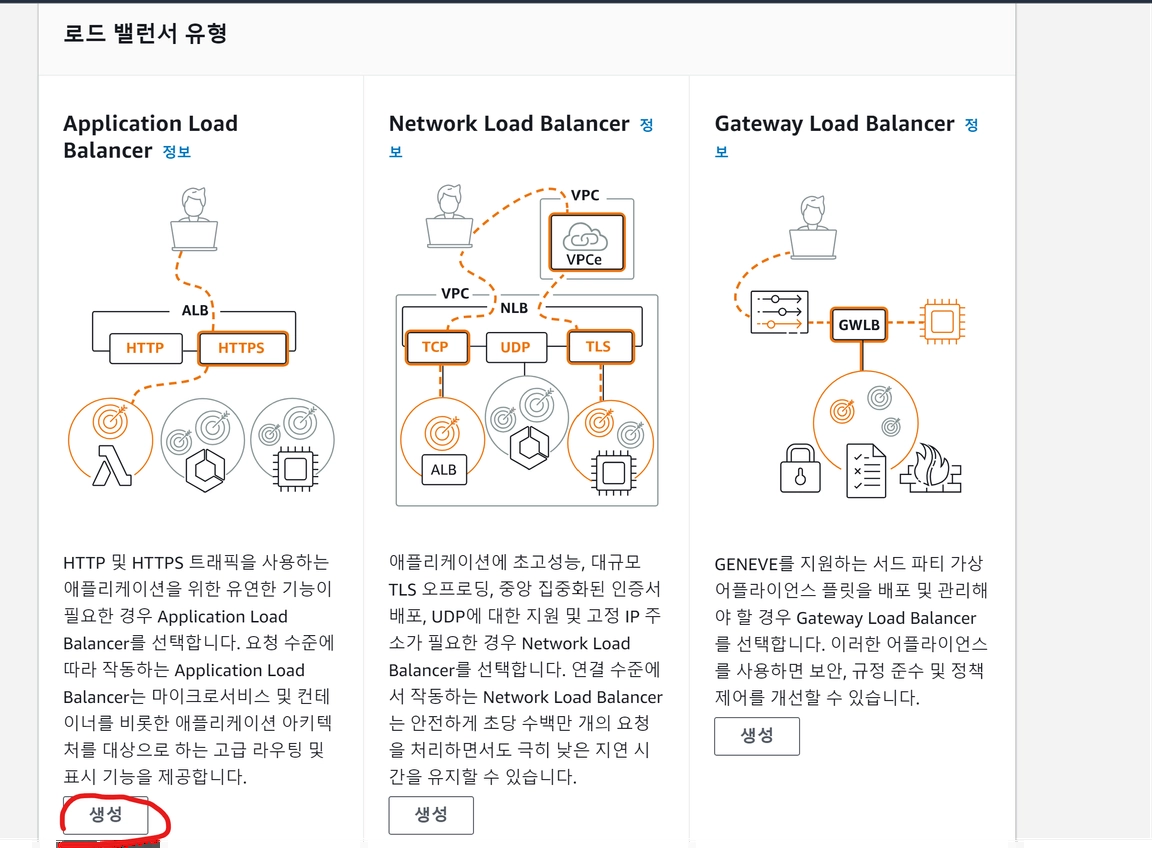 로드 밸런서 유형
Application Load
Balancer 정보
ALB
HTTP
HTTPS
HTTP 및 HTTPS 트래픽을 사용하는
애플리케이션을 위한 유연한 기능이
필요한 경우 Application Load
Balancer를 선택합니다. 요청 수준에
따라 작동하는 Application Load
Balancer는 마이크로서비스 및 컨테
이너를 비롯한 애플리케이션 아키텍
처를 대상으로 하는 고급 라우팅 및
표시 기능을 제공합니다.
생성
Network Load Balancer 정
보
VPC
VPCe
VPC
NLB
TCP
UDP
TLS
ALB
애플리케이션에 초고성능, 대규모
TLS 오프로딩, 중앙 집중화된 인증서
배포, UDP에 대한 지원 및 고정 IP 주
소가 필요한 경우 Network Load
Balancer를 선택합니다. 연결 수준에
서 작동하는 Network Load Balancer
는 안전하게 초당 수백만 개의 요청
을 처리하면서도 극히 낮은 지연 시
간을 유지할 수 있습니다.
생성
Gateway Load Balancer 정
보
GWLB
GENEVE를 지원하는 서드 파티 가상
어플라이언스 플릿을 배포 및 관리해
야 할 경우 Gateway Load Balancer
를 선택합니다. 이러한 어플라이언스
를 사용하면 보안, 규정 준수 및 정책
제어를 개선할 수 있습니다.
생성